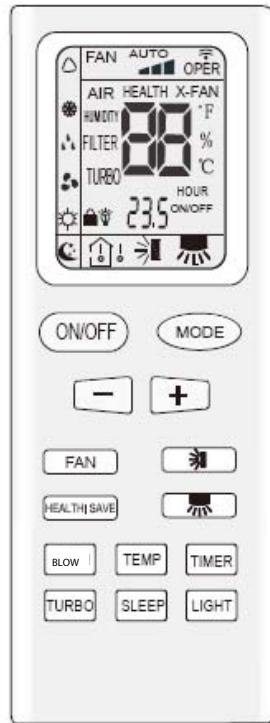 FAN AUTO OPER
AIR HEALTH X-FAN
HUMIDITY 88 °F
FILTER %
TURBO °C
HOUR
23.5 ON/OFF
ON/OFF MODE
- +
FAN
HEALTH|SAVE
BLOW TEMP TIMER
TURBO SLEEP LIGHT